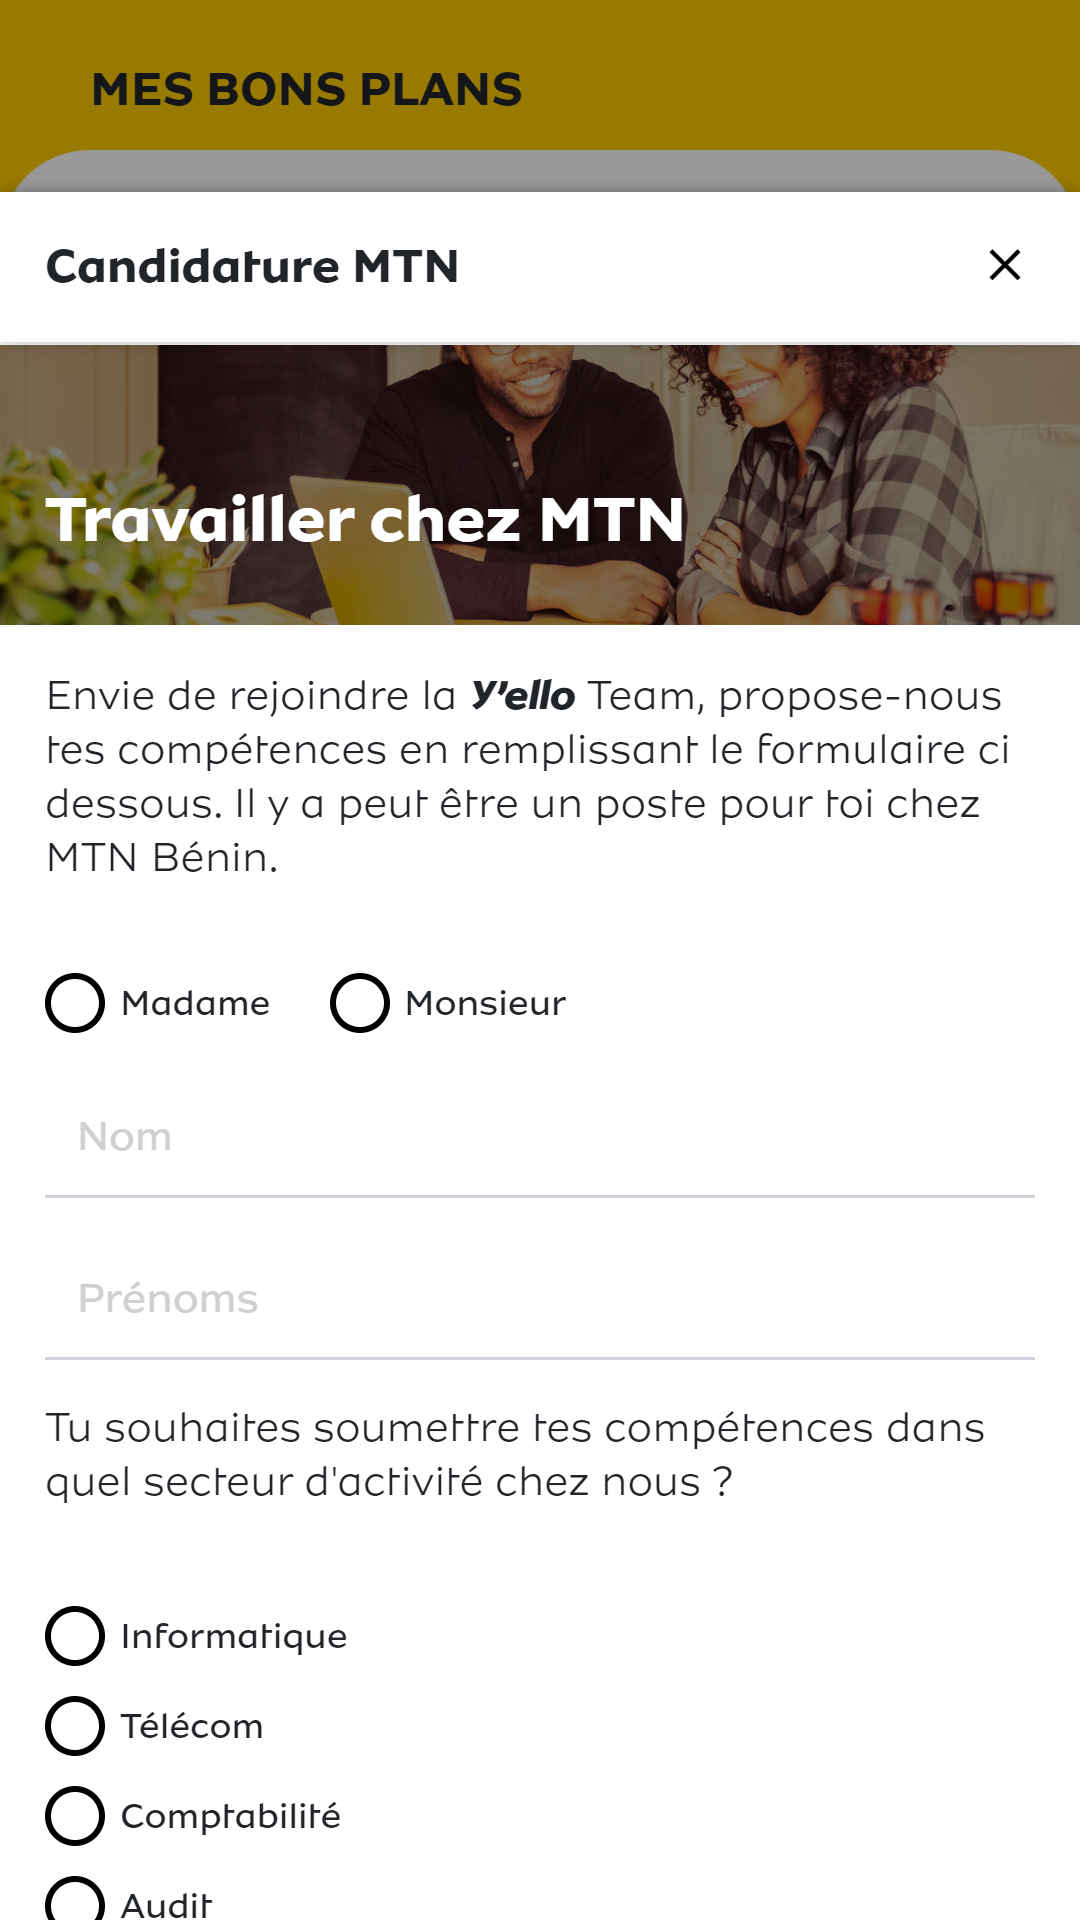 MES BONS PLANS
Candidature MTN
Travailler chez MTN
Envie de rejoindre la Y'ello Team, propose-nous
tes compétences en remplissant le formulaire ci
dessous. Il y a peut être un poste pour toi chez
MTN Bénin.
Madame Monsieur
Nom
Prénoms
Tu souhaites soumettre tes compétences dans
quel secteur d'activité chez nous ?
Informatique
Télécom
Comptabilité
Audit